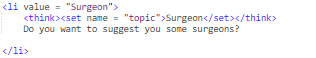 <li value = "Surgeon">
<think><set name = "topic">Surgeon</set></think>
Do you want to suggest you some surgeons?
</li>